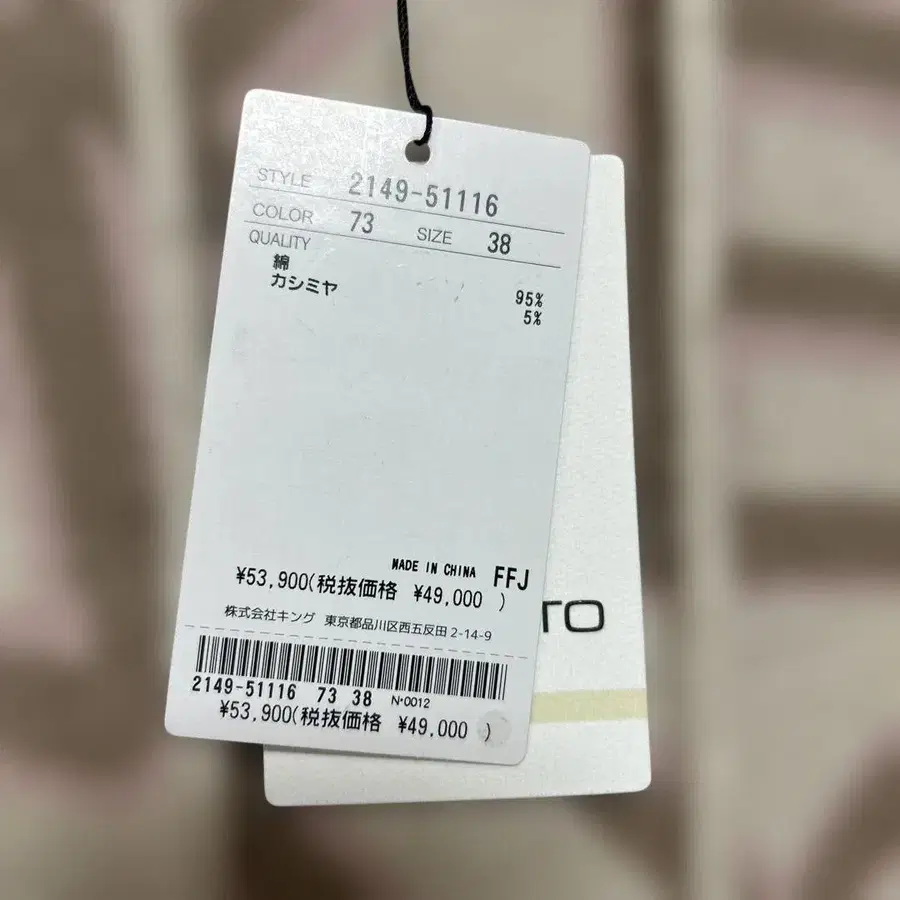 STYLE 2149-51116
COLOR 73 SIZE 38
QUALITY
綿 95%
カシミヤ 5%
MADE IN CHINA FFJ
¥53,900(税抜価格 ¥49,000 )
株式会社キング 東京都品川区西五反田 2-14-9
2149-51116 73 38 N•0012
¥53,900(税抜価格 ¥49,000 )
TO